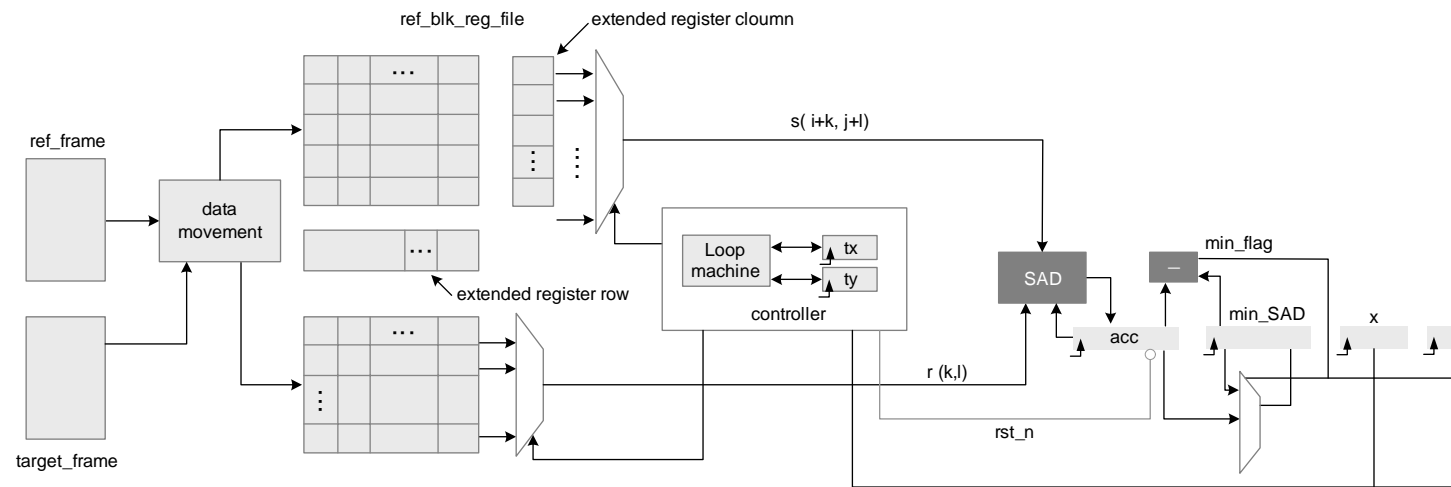 ref_blk_reg_file
extended register cloumn
...
ref_frame
s( i+k, j+l)
data
movement
...
Loop
machine
tx
ty
min_flag
extended register row
SAD
–
controller
min_SAD
x
acc
...
r (k,l)
rst_n
target_frame